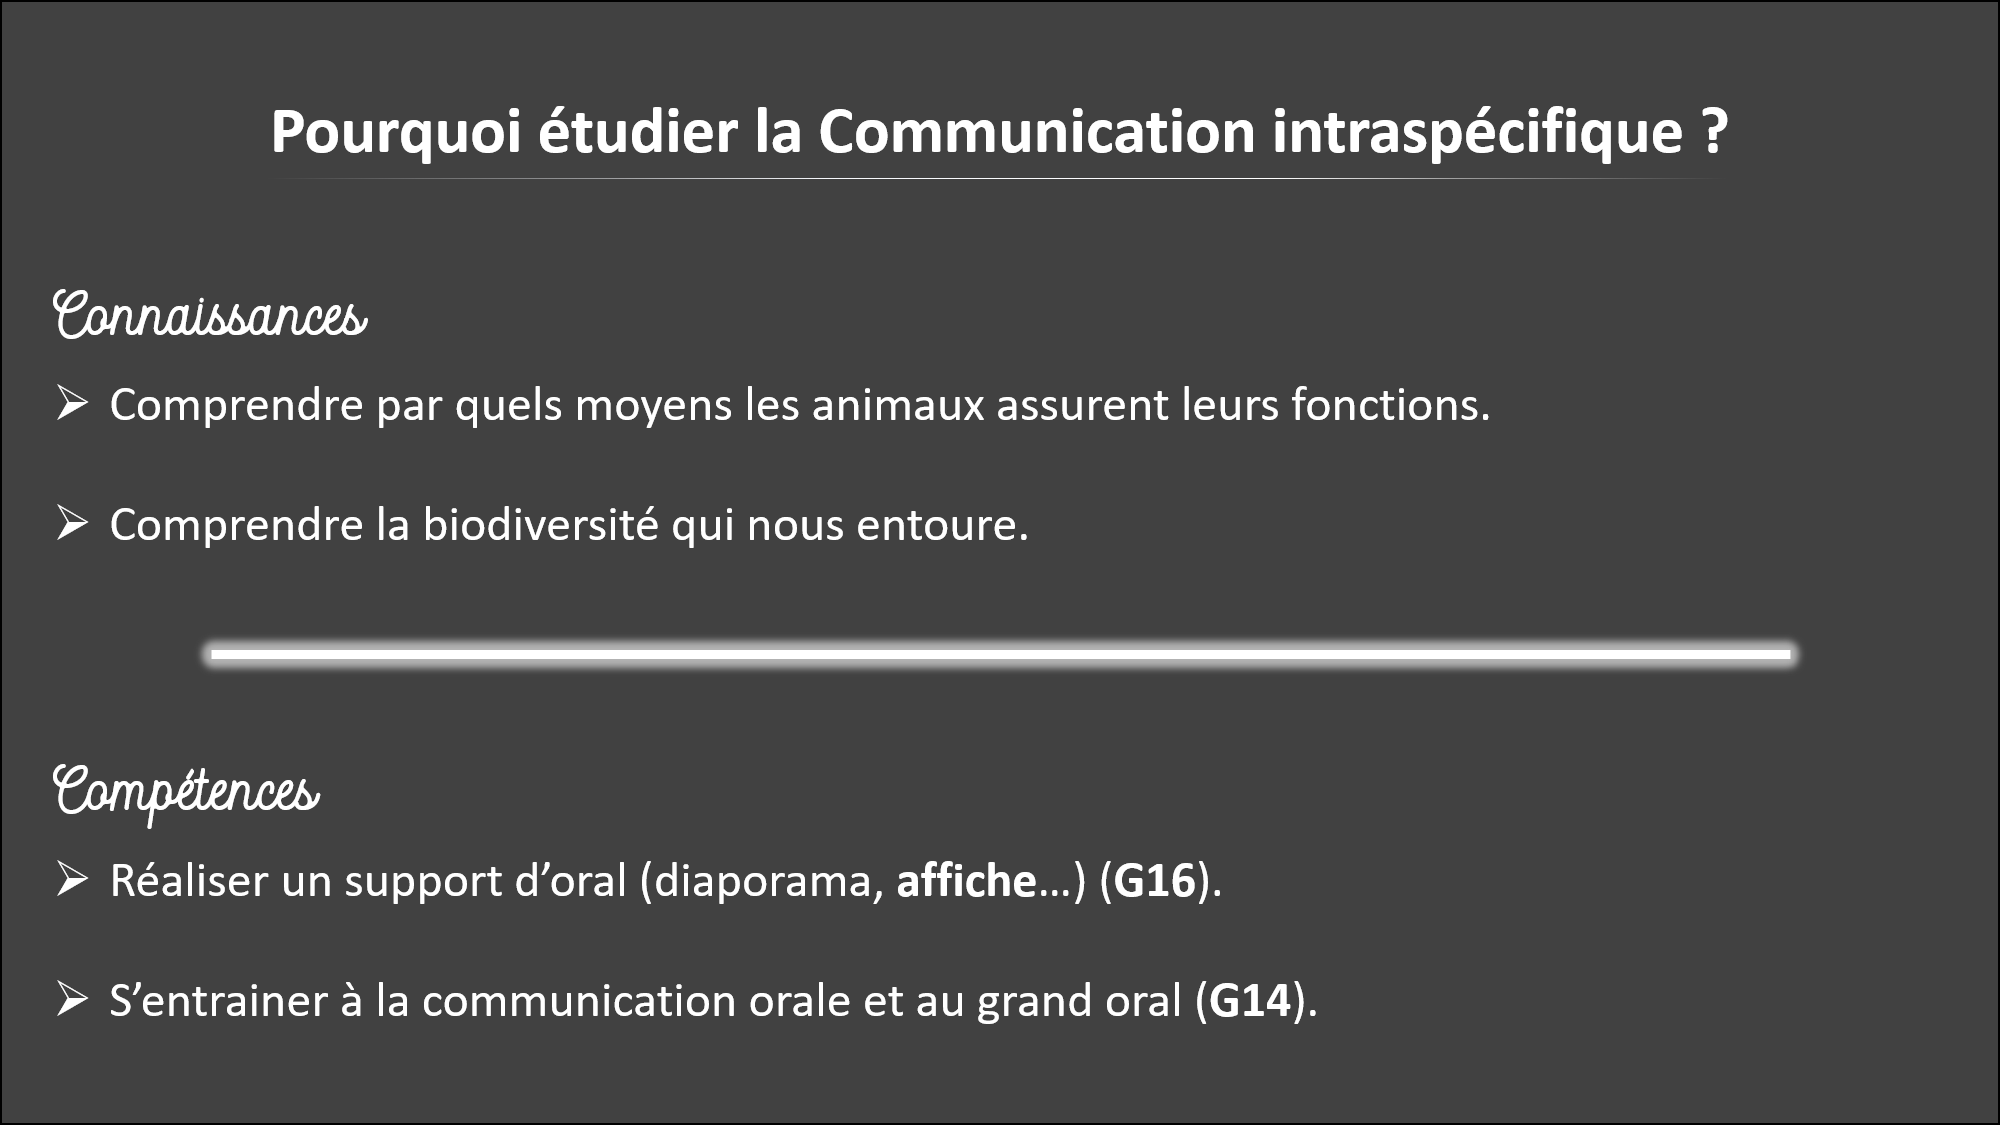 Pourquoi étudier la Communication intraspécifique ?
Connaissances
➢ Comprendre par quels moyens les animaux assurent leurs fonctions.
➢ Comprendre la biodiversité qui nous entoure.
Compétences
➢ Réaliser un support d’oral (diaporama, affiche…) (G16).
➢ S’entrainer à la communication orale et au grand oral (G14).